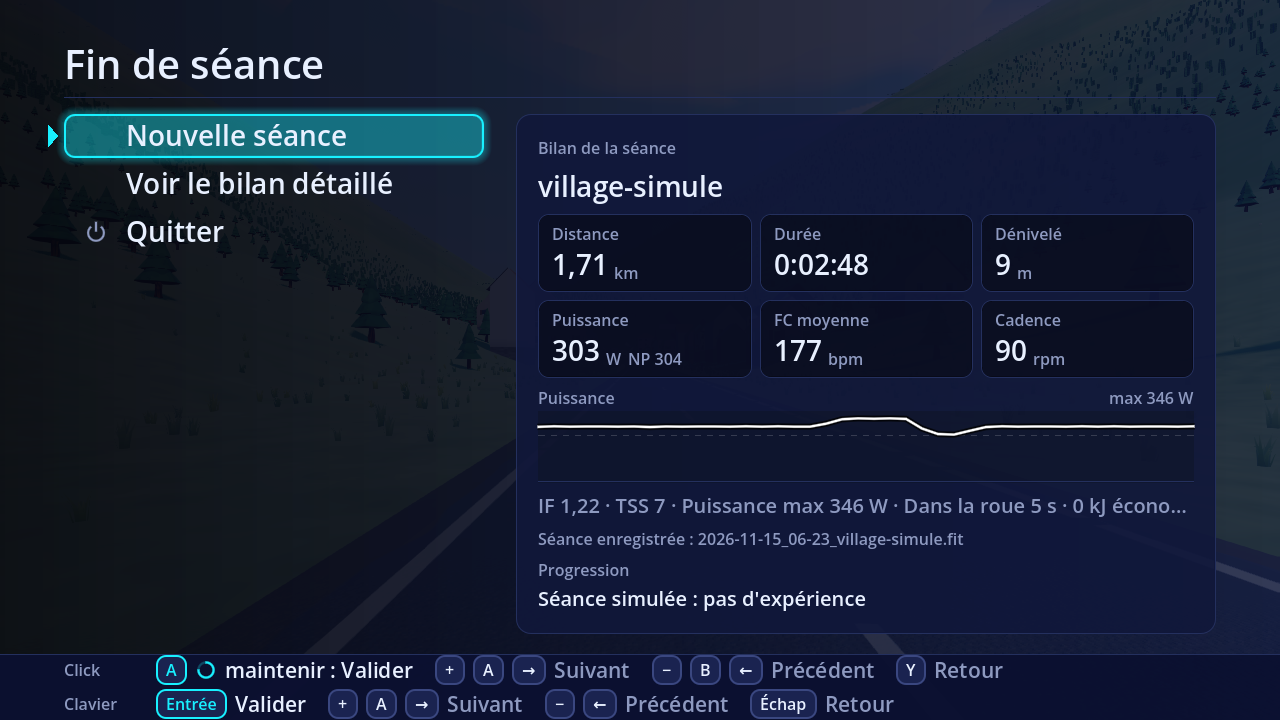 Fin de séance
Nouvelle séance
Voir le bilan détaillé
Quitter
Bilan de la séance
village-simule
Distance
1,71 km
Durée
0:02:48
Dénivelé
9 m
Puissance
303 W NP 304
FC moyenne
177 bpm
Cadence
90 rpm
Puissance
max 346 W
IF 1,22 · TSS 7 · Puissance max 346 W · Dans la roue 5 s · 0 kJ écono...
Séance enregistrée : 2026-11-15_06-23_village-simule.fit
Progression
Séance simulée : pas d'expérience
Click A maintenir : Valider + A → Suivant − B ← Précédent Y Retour
Clavier Entrée Valider + A → Suivant − ← Précédent Échap Retour